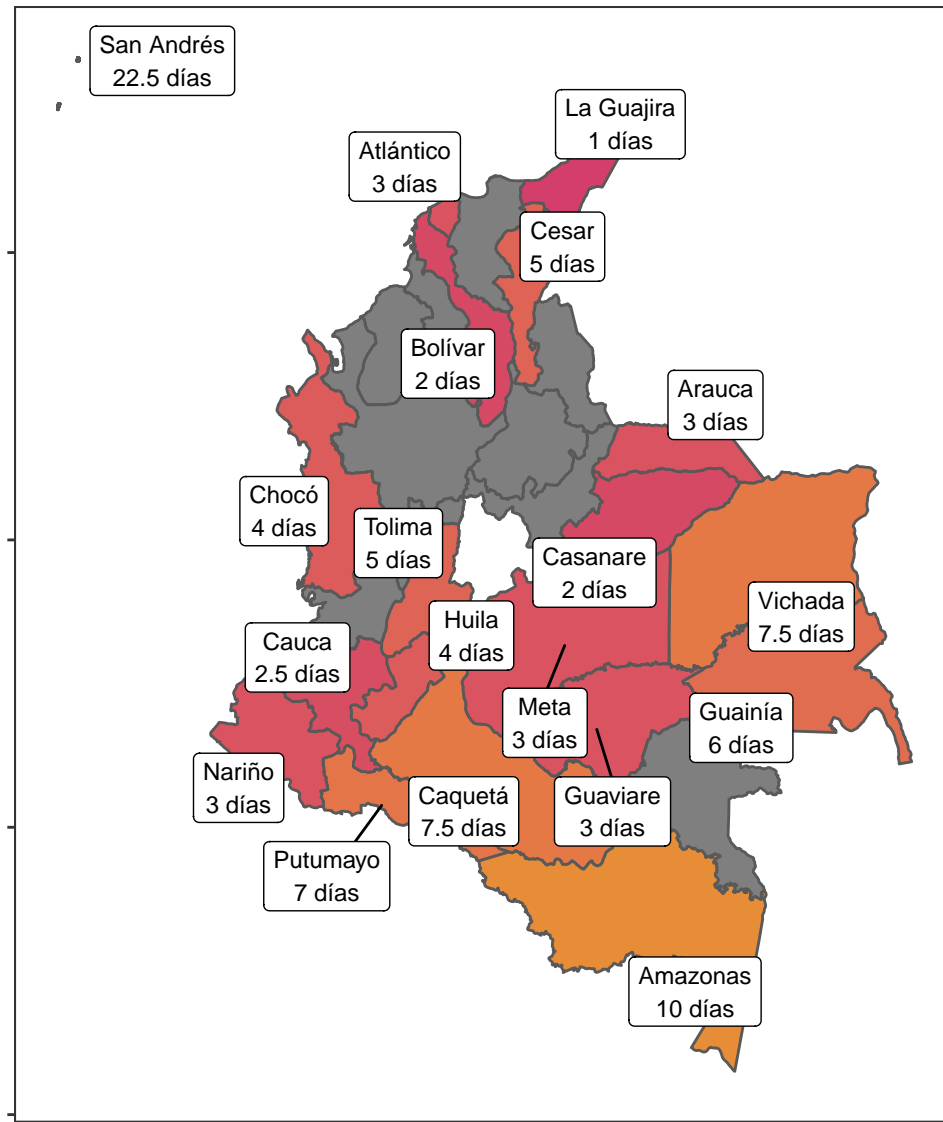 San Andrés
22.5 días
La Guajira
1 días
Atlántico
3 días
Cesar
5 días
Bolívar
2 días
Arauca
3 días
Chocó
4 días
Tolima
5 días
Casanare
2 días
Vichada
7.5 días
Huila
4 días
Cauca
2.5 días
Meta
3 días
Guainía
6 días
Nariño
3 días
Caquetá
7.5 días
Guaviare
3 días
Putumayo
7 días
Amazonas
10 días